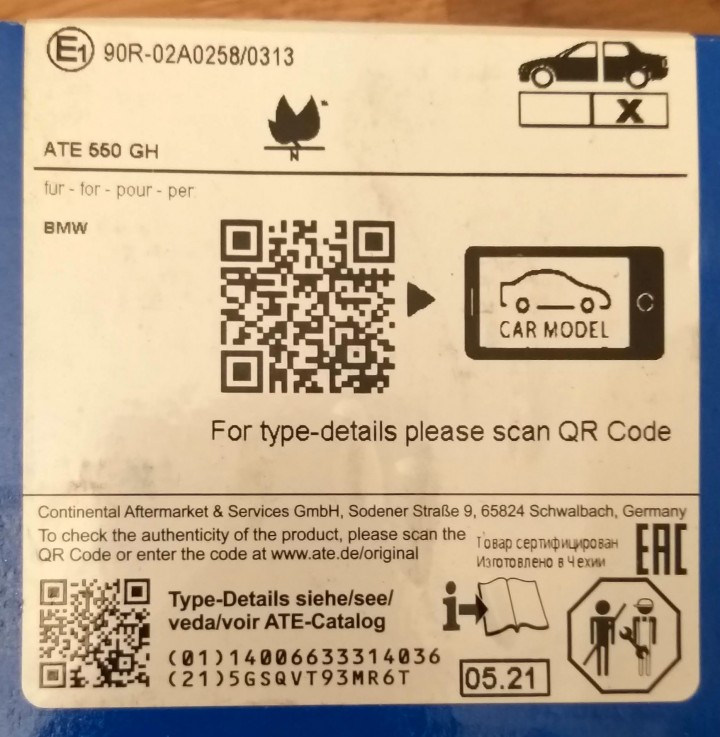 E1 90R-02A0258/0313
X
N
ATE 550 GH
fur - for - pour - per
BMW
CAR MODEL
For type-details please scan QR Code
Continental Aftermarket & Services GmbH, Sodener Straße 9, 65824 Schwalbach, Germany
To check the authenticity of the product, please scan the
QR Code or enter the code at www.ate.de/original
Товар сертифицирован
Изготовлено в Чехии
EAC
Type-Details siehe/see/
veda/voir ATE-Catalog
i
(01)14006633314036
(21)5GSQVT93MR6T
05.21